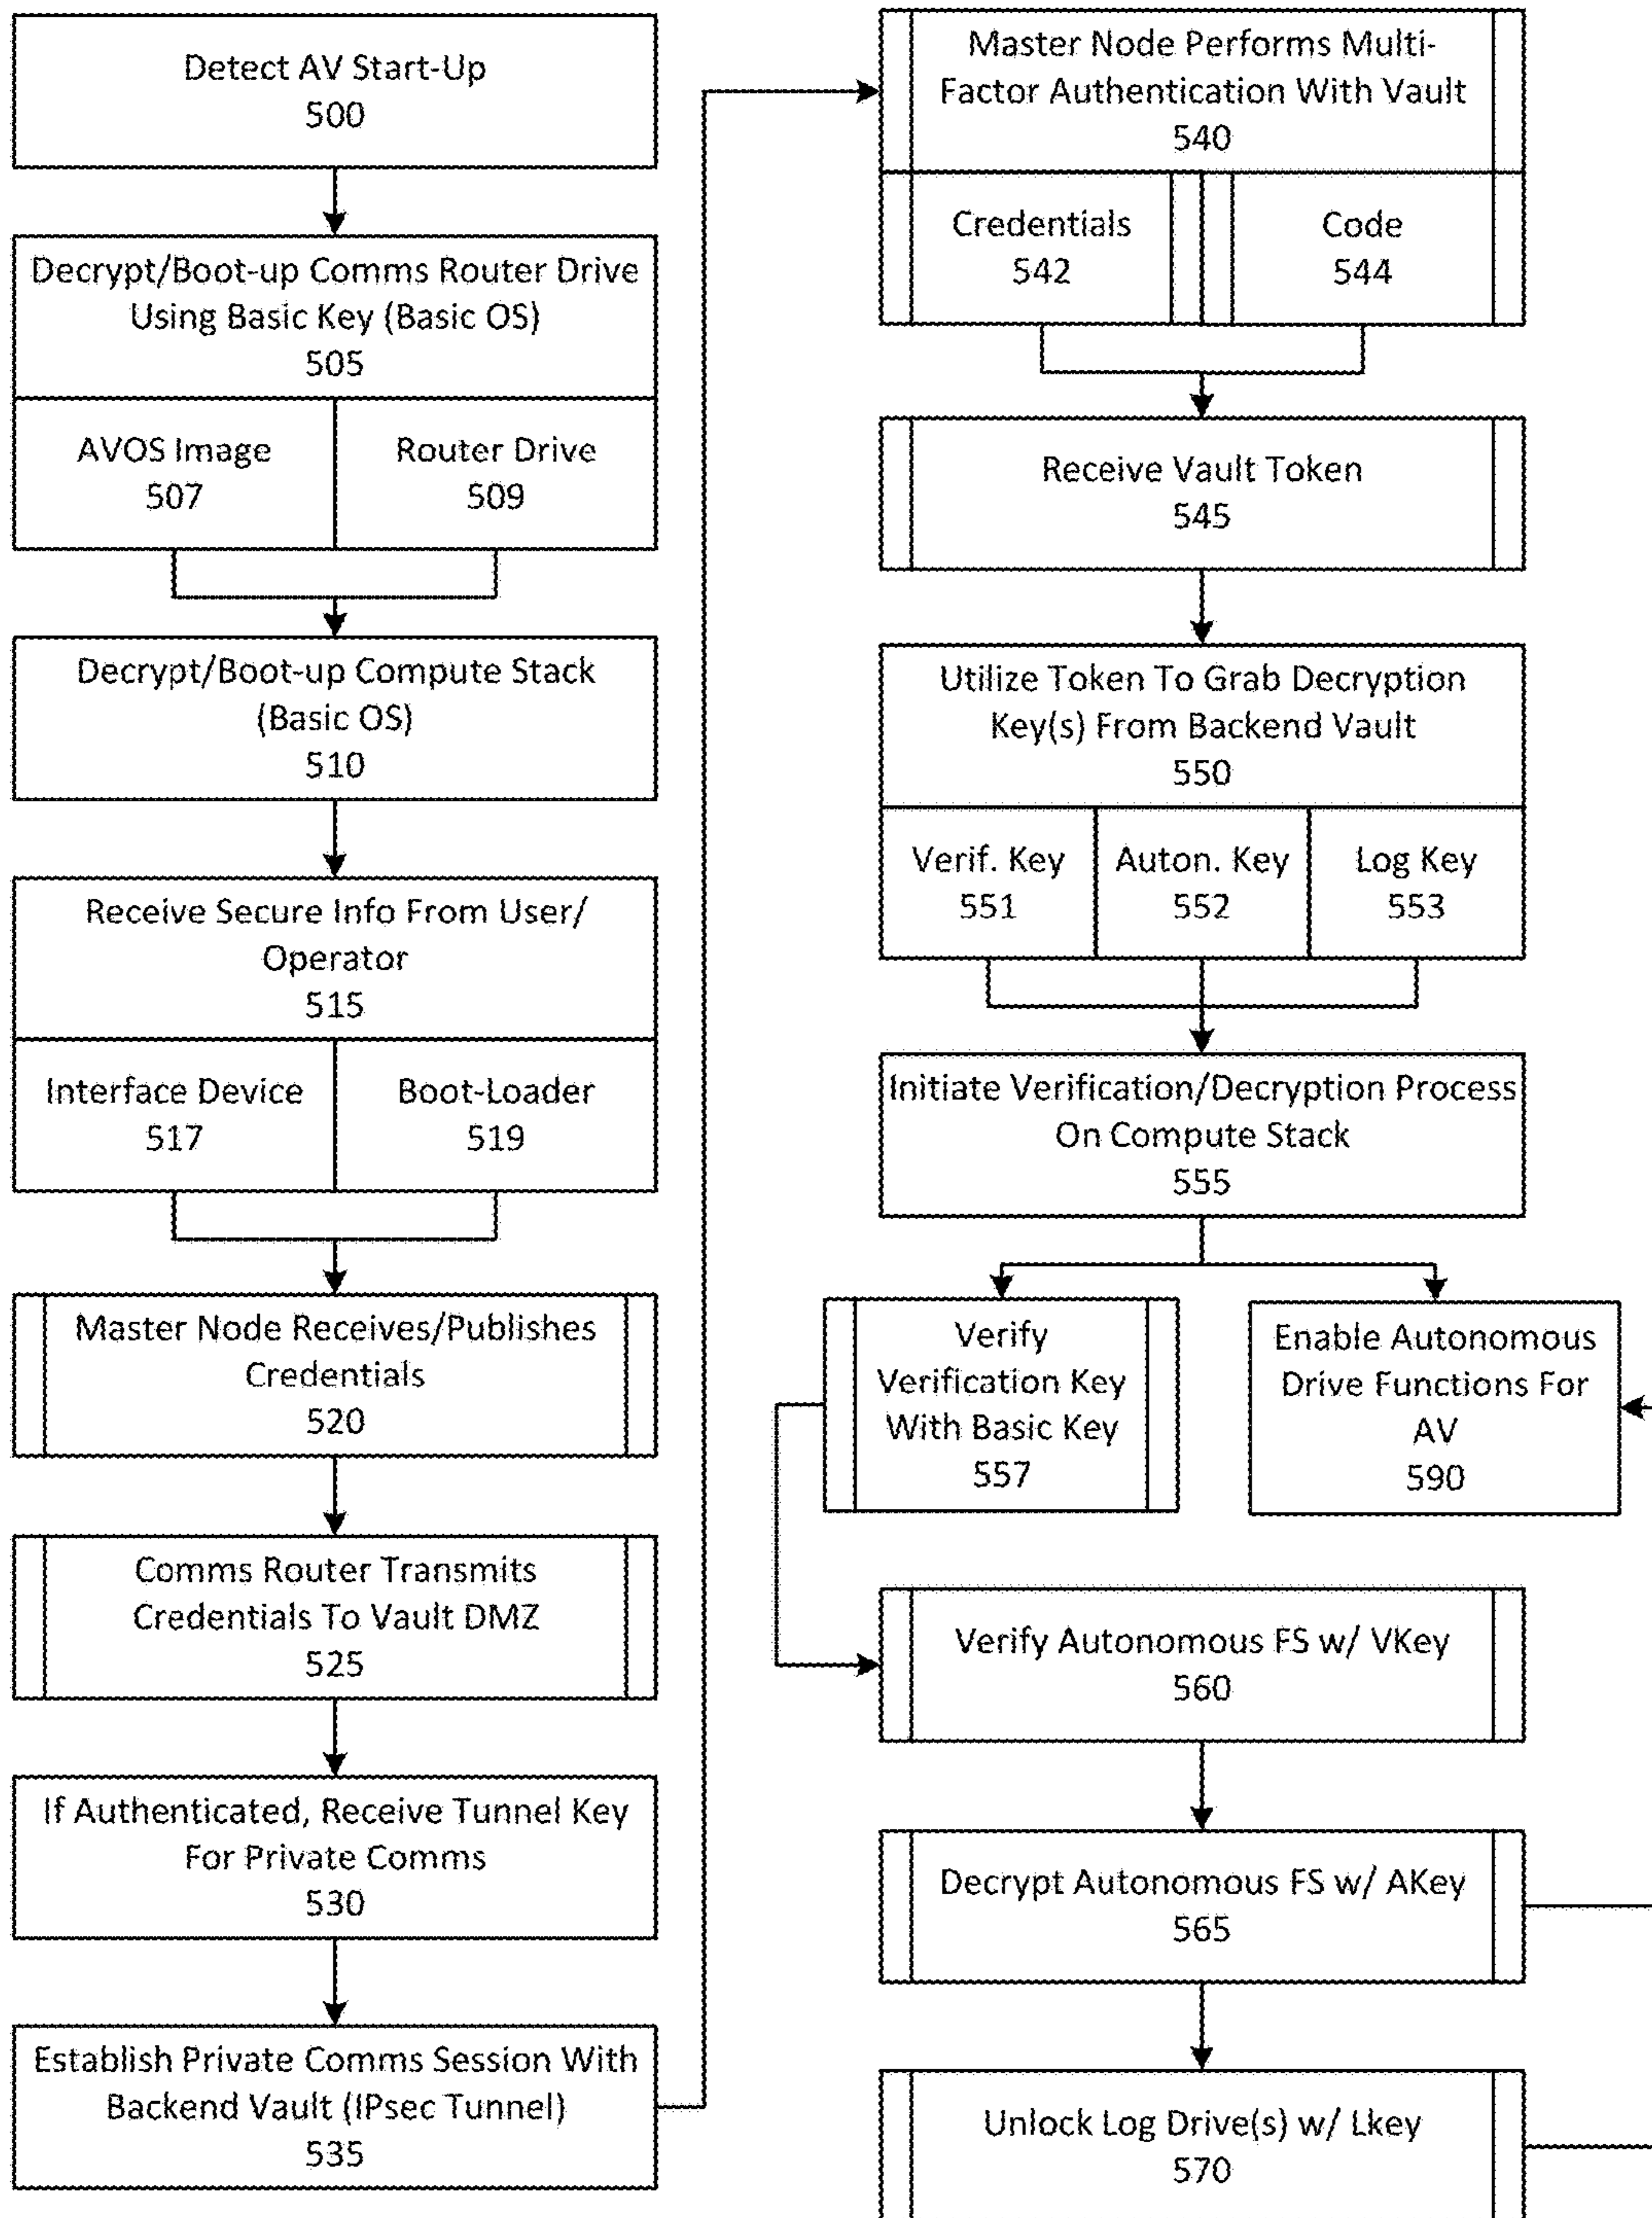 Detect AV Start-Up
500
Decrypt/Boot-up Comms Router Drive
Using Basic Key (Basic OS)
505
AVOS Image
507
Router Drive
509
Decrypt/Boot-up Compute Stack
(Basic OS)
510
Receive Secure Info From User/
Operator
515
Interface Device
517
Boot-Loader
519
Master Node Receives/Publishes
Credentials
520
Comms Router Transmits
Credentials To Vault DMZ
525
If Authenticated, Receive Tunnel Key
For Private Comms
530
Establish Private Comms Session With
Backend Vault (IPsec Tunnel)
535
Master Node Performs Multi-
Factor Authentication With Vault
540
Credentials
542
Code
544
Receive Vault Token
545
Utilize Token To Grab Decryption
Key(s) From Backend Vault
550
Verif. Key
551
Auton. Key
552
Log Key
553
Initiate Verification/Decryption Process
On Compute Stack
555
Verify
Verification Key
With Basic Key
557
Enable Autonomous
Drive Functions For
AV
590
Verify Autonomous FS w/ VKey
560
Decrypt Autonomous FS w/ AKey
565
Unlock Log Drive(s) w/ Lkey
570